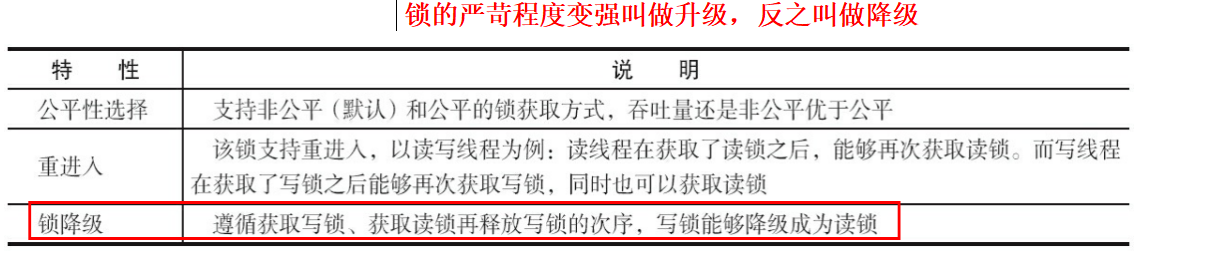 锁的严苛程度变强叫做升级，反之叫做降级
特 性 说 明
公平性选择 支持非公平（默认）和公平的锁获取方式，吞吐量还是非公平优于公平
重进入 该锁支持重进入，以读写线程为例：读线程在获取了读锁之后，能够再次获取读锁。而写线程
在获取了写锁之后能够再次获取写锁，同时也可以获取读锁
锁降级 遵循获取写锁、获取读锁再释放写锁的次序，写锁能够降级成为读锁